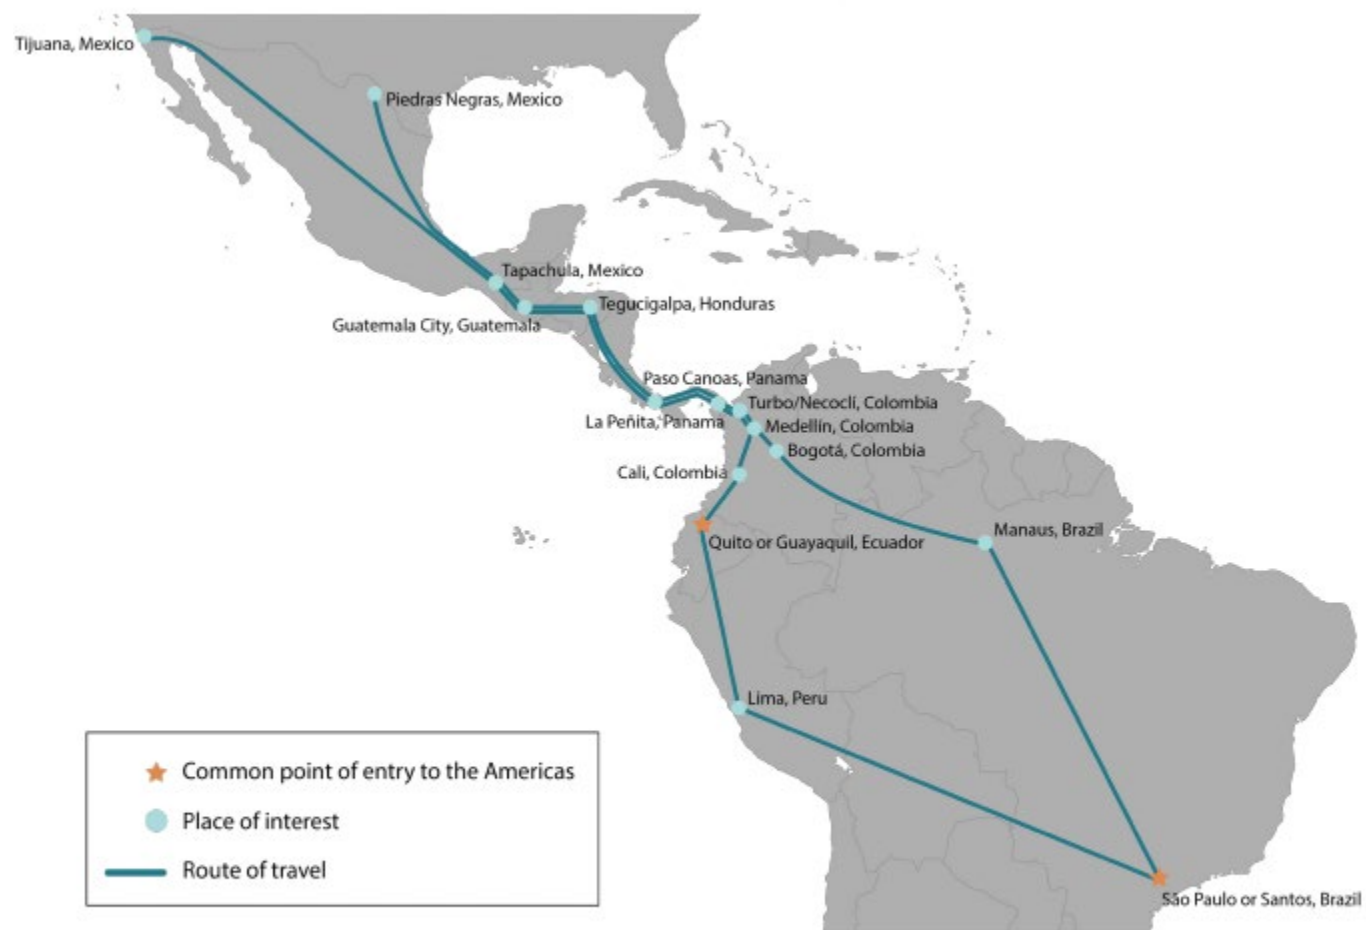 Tijuana, Mexico
Piedras Negras, Mexico
Tapachula, Mexico
Tegucigalpa, Honduras
Guatemala City, Guatemala
Paso Canoas, Panama
Turbo/Necoclí, Colombia
La Peñita, Panama
Medellín, Colombia
Bogotá, Colombia
Cali, Colombia
Manaus, Brazil
Quito or Guayaquil, Ecuador
Lima, Peru
Common point of entry to the Americas
Place of interest
Route of travel
São Paulo or Santos, Brazil